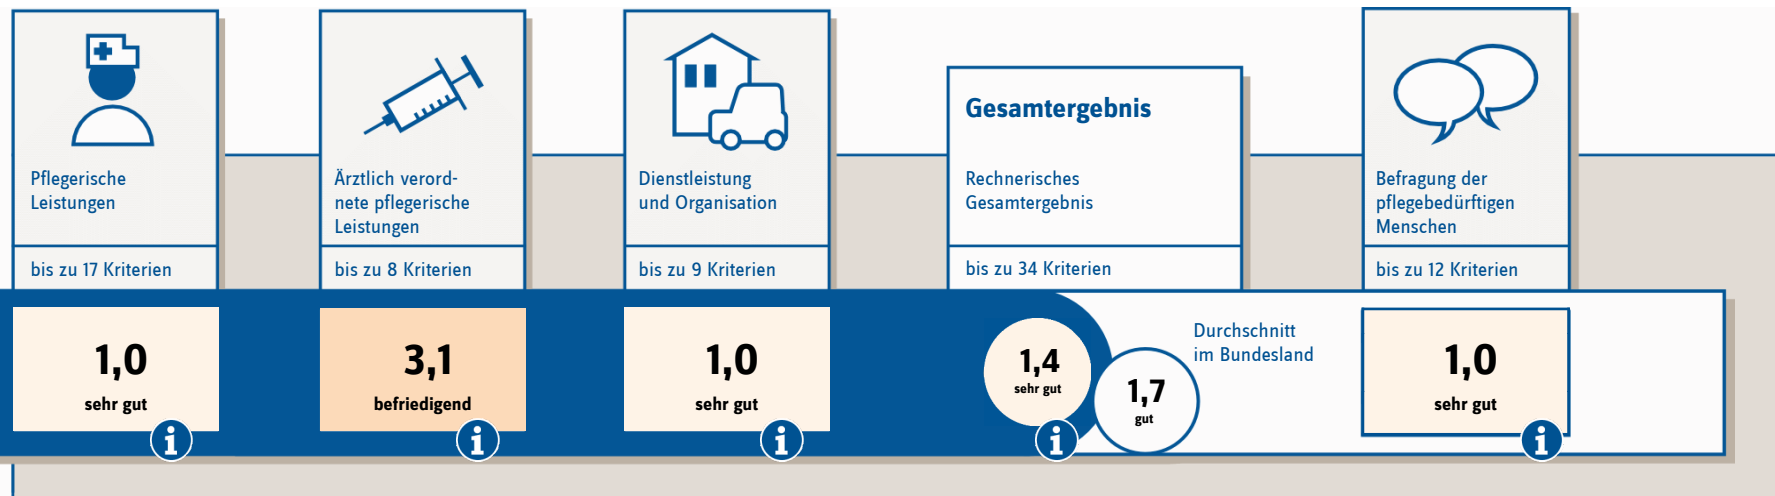 Pflegerische
Leistungen
bis zu 17 Kriterien
1,0
sehr gut
i
Ärztlich verord-
nete pflegerische
Leistungen
bis zu 8 Kriterien
3,1
befriedigend
i
Dienstleistung
und Organisation
bis zu 9 Kriterien
1,0
sehr gut
i
Gesamtergebnis
Rechnerisches
Gesamtergebnis
bis zu 34 Kriterien
1,4
sehr gut
i
Durchschnitt
im Bundesland
1,7
gut
Befragung der
pflegebedürftigen
Menschen
bis zu 12 Kriterien
1,0
sehr gut
i